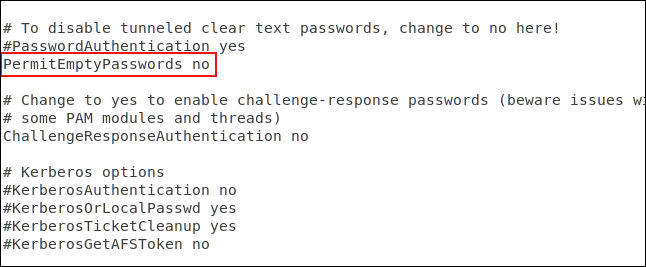 # To disable tunneled clear text passwords, change to no here!
#PasswordAuthentication yes
PermitEmptyPasswords no
# Change to yes to enable challenge-response passwords (beware issues
# some PAM modules and threads)
ChallengeResponseAuthentication no
# Kerberos options
#KerberosAuthentication no
#KerberosOrLocalPasswd yes
#KerberosTicketCleanup yes
#KerberosGetAFSToken no